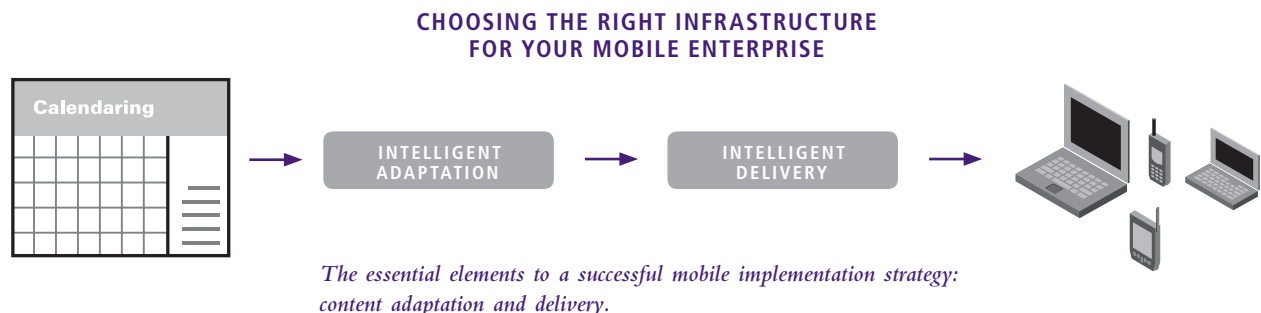 CHOOSING THE RIGHT INFRASTRUCTURE
FOR YOUR MOBILE ENTERPRISE
Calendaring
INTELLIGENT
ADAPTATION
INTELLIGENT
DELIVERY
The essential elements to a successful mobile implementation strategy:
content adaptation and delivery.